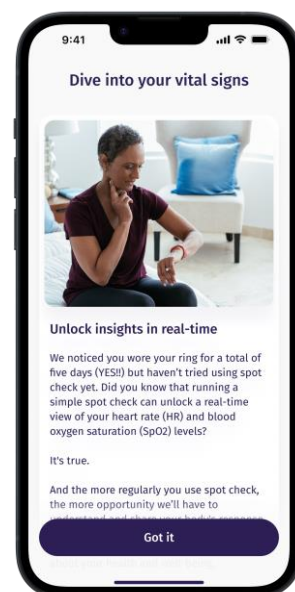 9:41
Dive into your vital signs
Unlock insights in real-time
We noticed you wore your ring for a total of
five days (YES!!) but haven’t tried using spot
check yet. Did you know that running a
simple spot check can unlock a real-time
view of your heart rate (HR) and blood
oxygen saturation (SpO2) levels?
It's true.
And the more regularly you use spot check,
the more opportunity we’ll have to
understand and share your body’s response
Got it